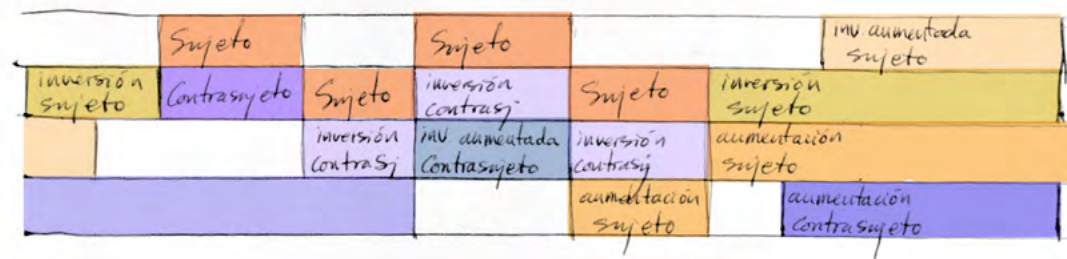 Sujeto
Sujeto
inv. aumentada
sujeto
inversión
sujeto
Contrasujeto
Sujeto
inversión
contrasj
Sujeto
inversión
sujeto
inversión
contrasj
inv. aumentada
Contrasujeto
inversión
contrasj
aumentación
sujeto
aumentación
sujeto
aumentación
contrasujeto